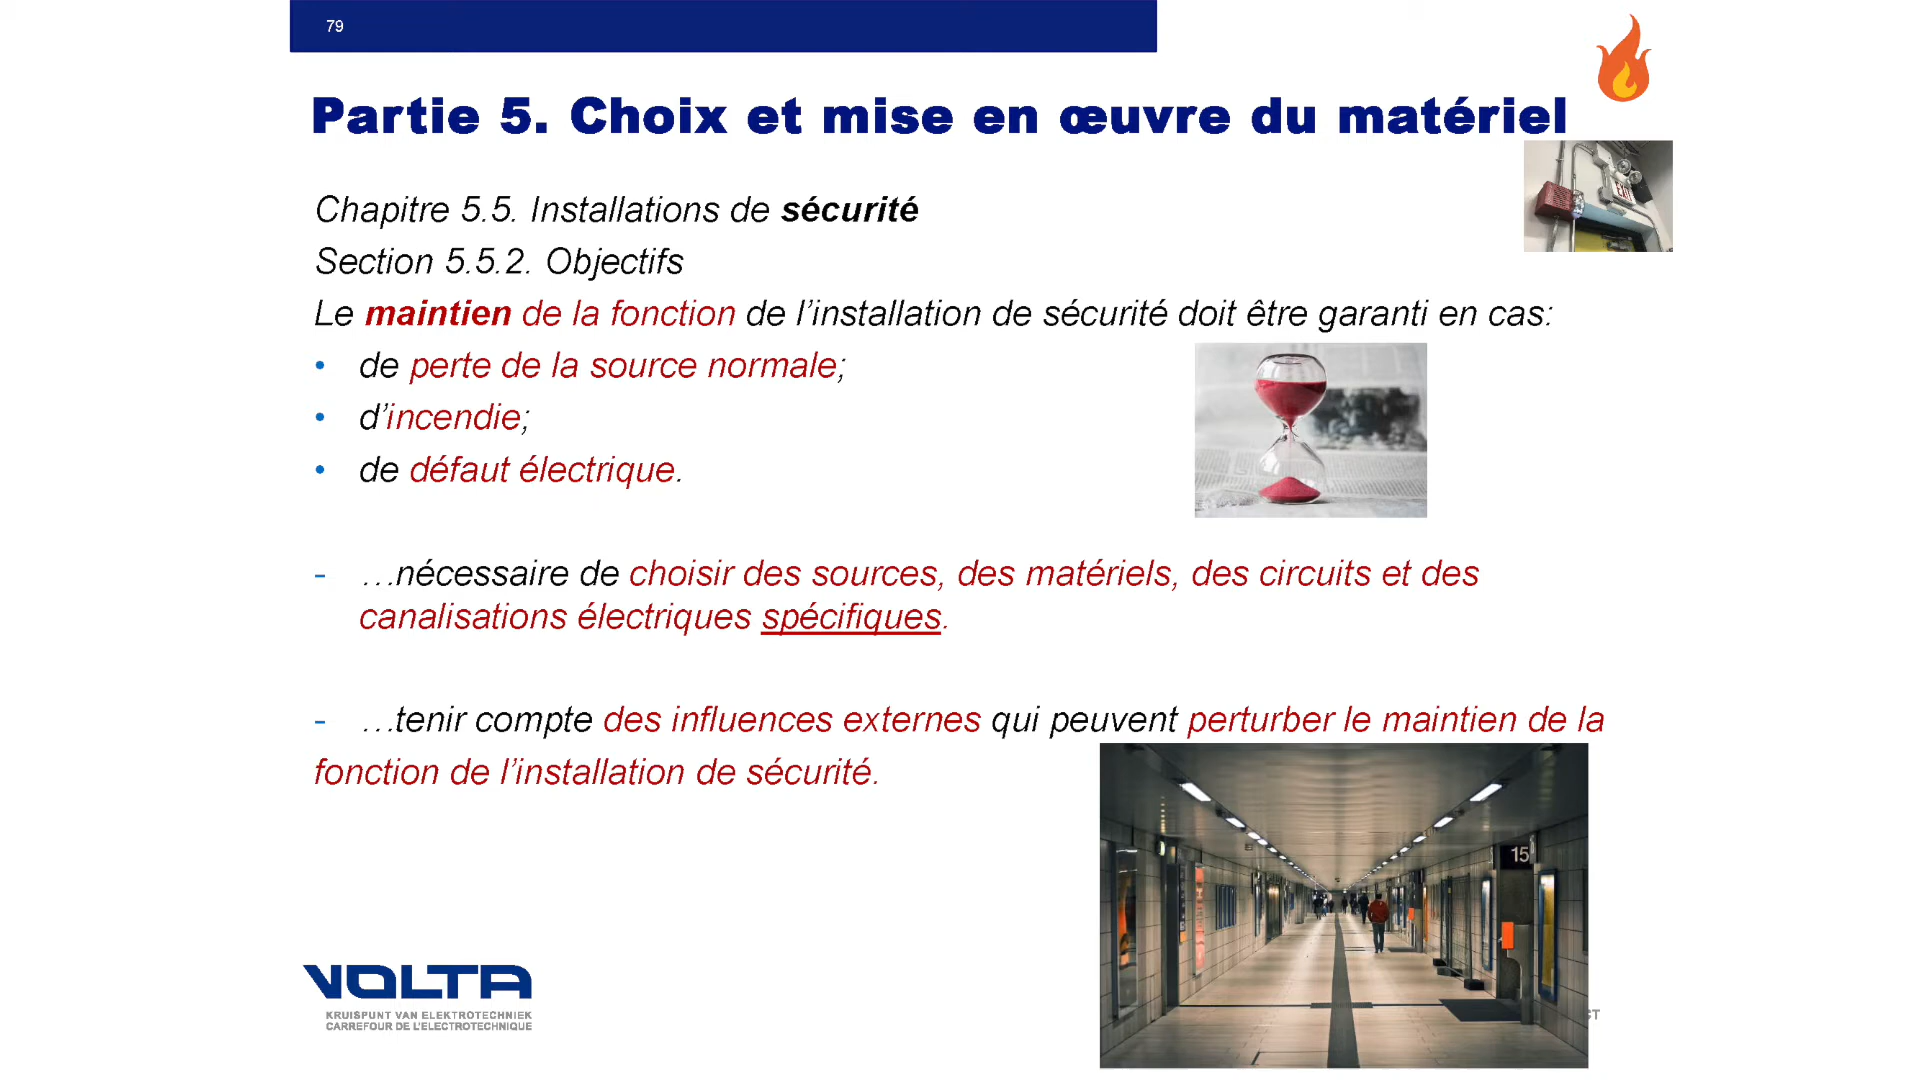 79
Partie 5. Choix et mise en œuvre du matériel
Chapitre 5.5. Installations de sécurité
Section 5.5.2. Objectifs
Le maintien de la fonction de l’installation de sécurité doit être garanti en cas:
• de perte de la source normale;
• d’incendie;
• de défaut électrique.
- …nécessaire de choisir des sources, des matériels, des circuits et des
canalisations électriques spécifiques.
- …tenir compte des influences externes qui peuvent perturber le maintien de la
fonction de l’installation de sécurité.
15
VOLTA
KRUISPUNT VAN ELEKTROTECHNIEK
CARREFOUR DE L’ELECTROTECHNIQUE